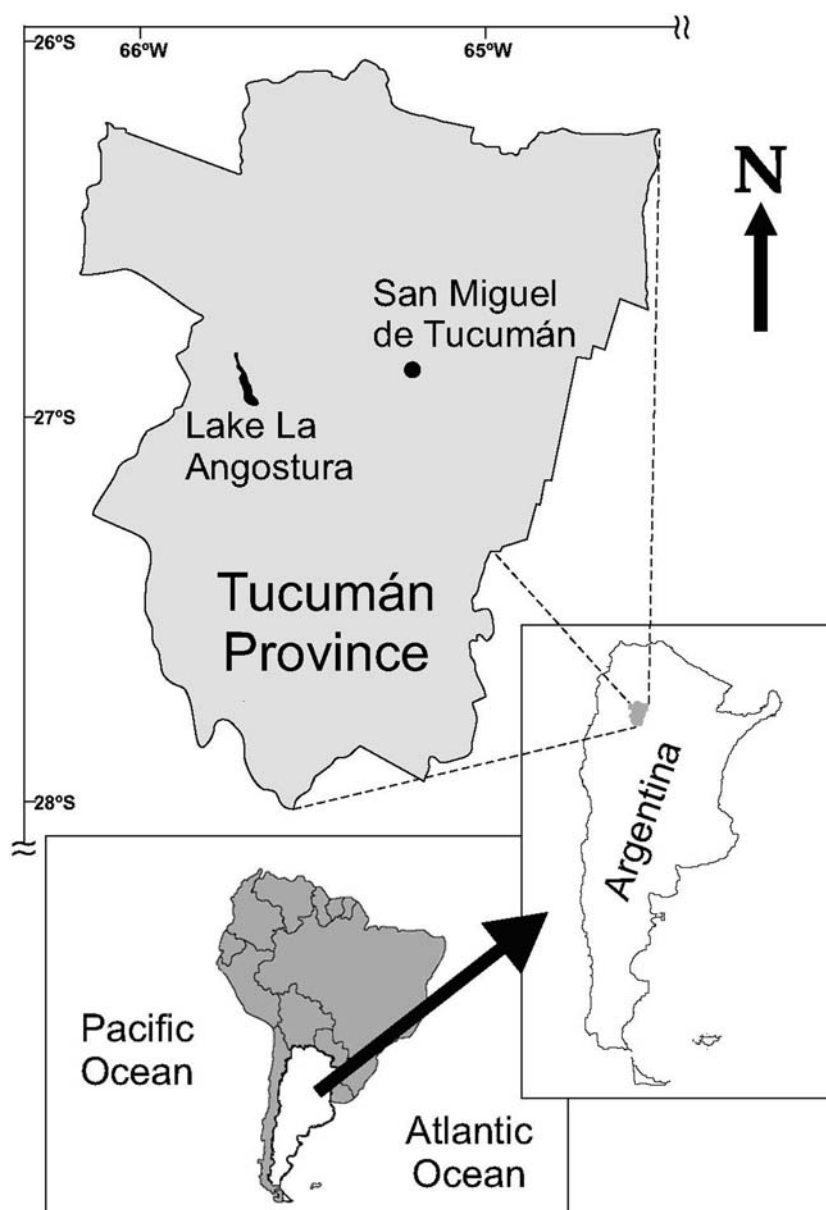 66ºW
65ºW
26ºS
N
San Miguel
de Tucumán
27ºS
Lake La
Angostura
Tucumán
Province
28ºS
Argentina
Pacific
Ocean
Atlantic
Ocean